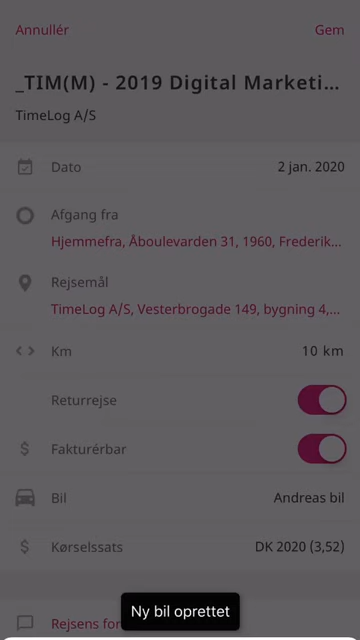 Annullér
Gem
_TIM(M) - 2019 Digital Marketi...
TimeLog A/S
Dato
2 jan. 2020
Afgang fra
Hjemmefra, Åboulevarden 31, 1960, Frederik...
Rejsemål
TimeLog A/S, Vesterbrogade 149, bygning 4,...
Km
10 km
Returrejse
Fakturérbar
Bil
Andreas bil
Kørselssats
DK 2020 (3,52)
Rejsens for
Ny bil oprettet